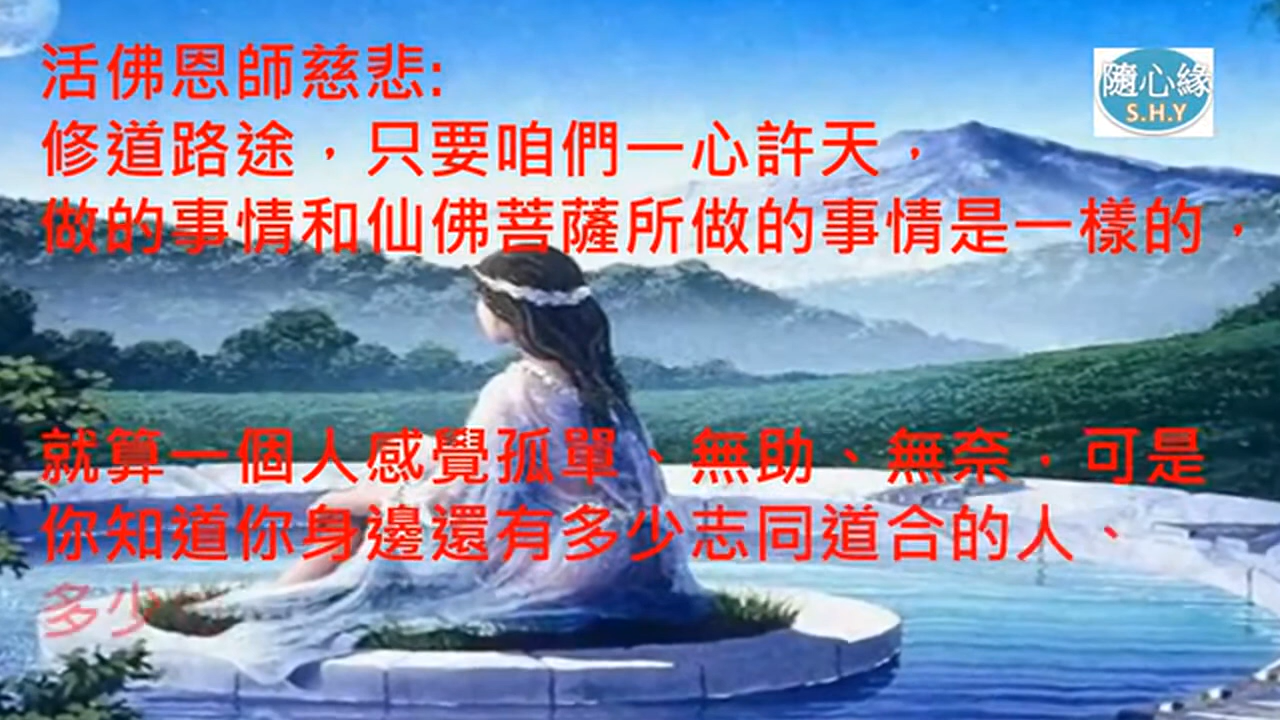 活佛恩師慈悲:
修道路途，只要咱們一心許天，
做的事情和仙佛菩薩所做的事情是一樣的，
就算一個人感覺孤單、無助、無奈，可是
你知道你身邊還有多少志同道合的人、
多少
隨心緣
S.H.Y